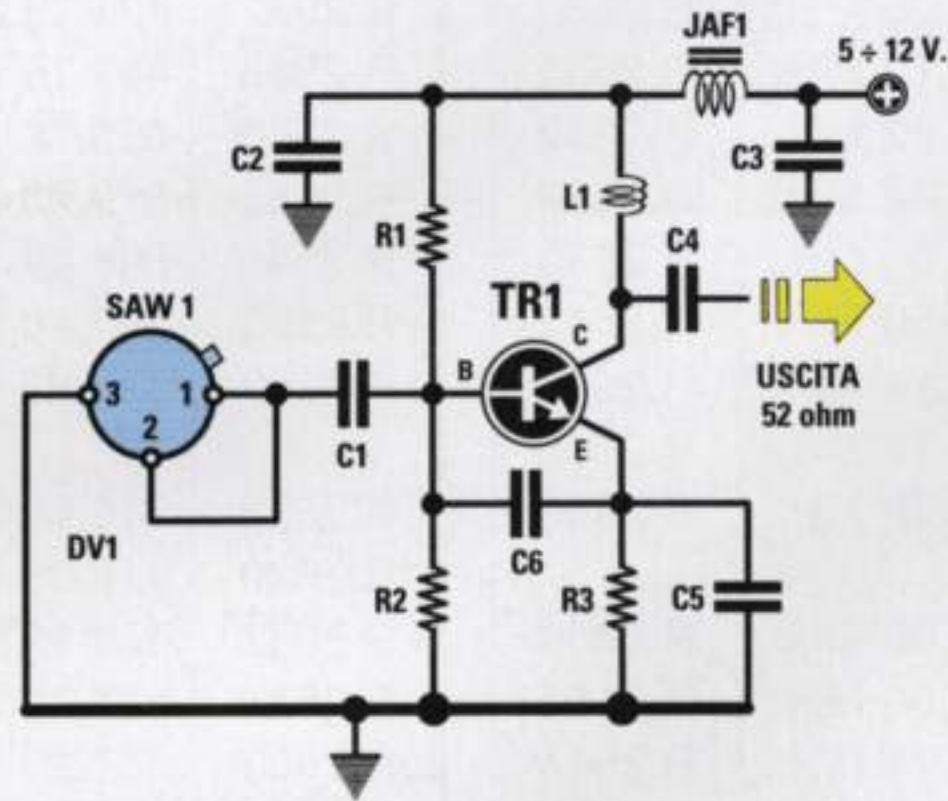 JAF1
5 ÷ 12 V.
C2
C3
L1
R1
C4
SAW 1
TR1
C
B
3
1
USCITA
2
52 ohm
C1
E
DV1
C6
R2
R3
C5